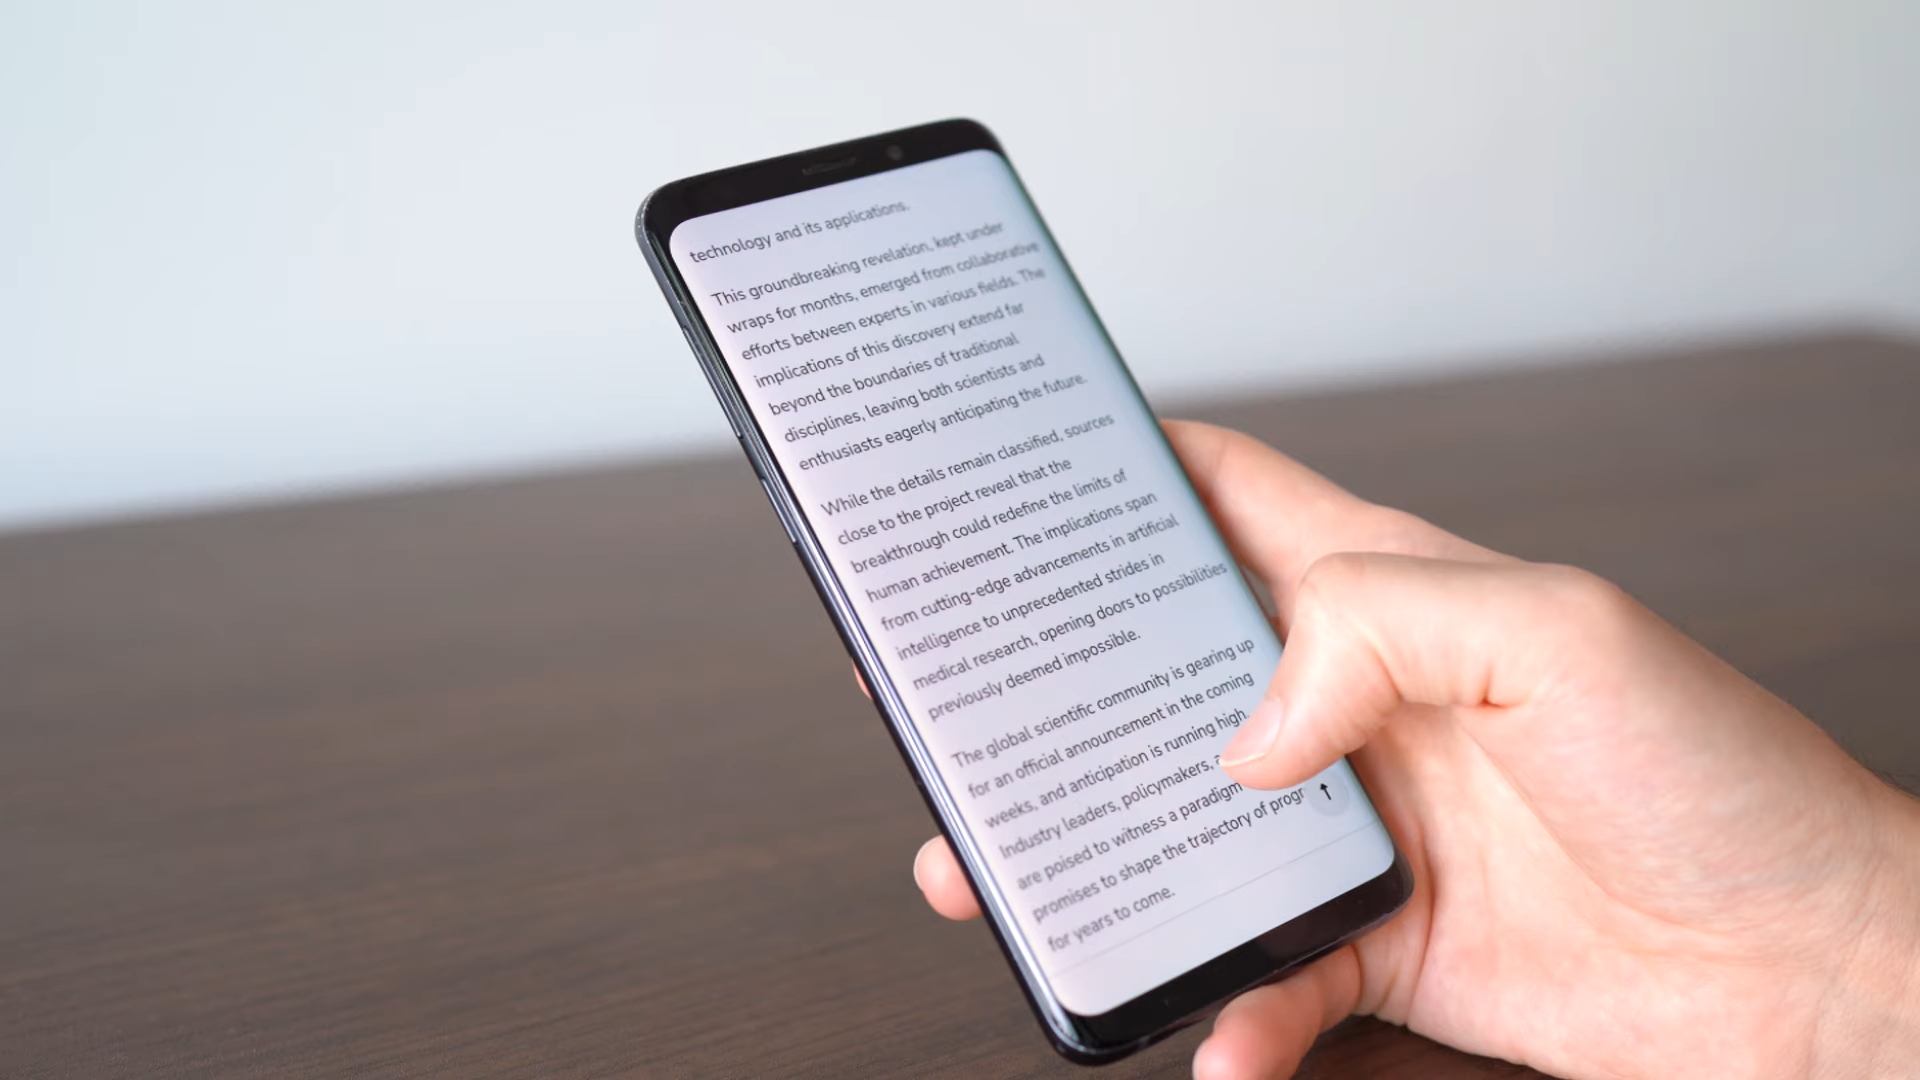 technology and its applications.
This groundbreaking revelation, kept under
wraps for months, emerged from collaborative
efforts between experts in various fields. The
implications of this discovery extend far
beyond the boundaries of traditional
disciplines, leaving both scientists and
enthusiasts eagerly anticipating the future.
While the details remain classified, sources
close to the project reveal that the
breakthrough could redefine the limits of
human achievement. The implications span
from cutting-edge advancements in artificial
intelligence to unprecedented strides in
medical research, opening doors to possibilities
previously deemed impossible.
The global scientific community is gearing up
for an official announcement in the coming
weeks, and anticipation is running high.
Industry leaders, policymakers,
are poised to witness a paradigm
promises to shape the trajectory of progr
for years to come.